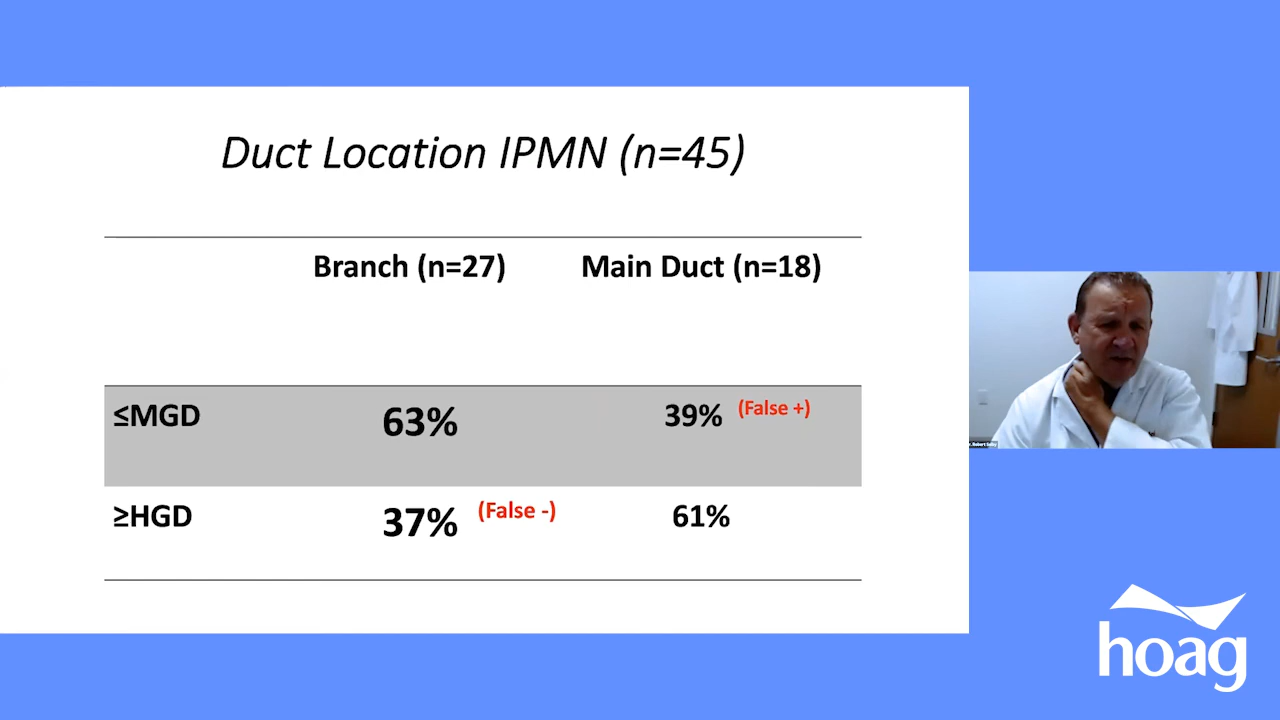 Duct Location IPMN (n=45)
Branch (n=27) Main Duct (n=18)
≤MGD 63% 39% (False +)
≥HGD 37% (False -) 61%
hoag